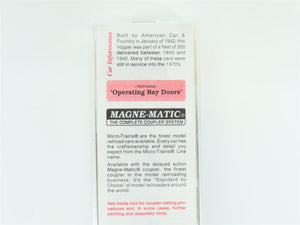 Car Information
Built by American Car &
Foundry in January of 1942, this
hopper was part of a fleet of 350
delivered between 1940 and
1942. Many of these cars were
still in service into the 1970's.
FEATURING
"Operating Bay Doors"
MAGNE-MATIC®
THE COMPLETE COUPLER SYSTEM
Micro-Trains® are the finest model
railroad cars available. Every car has
the craftsmanship and detail you
expect from the Micro-Trains® Line
name.
Available with the delayed action
Magne-Matic® coupler, the finest
coupler in the model railroading
business. It's the "Standard by
Choice" of model railroaders around
the world!
See inside box for coupler testing pro-
cedures and, in some cases, further
painting and assembly hints.